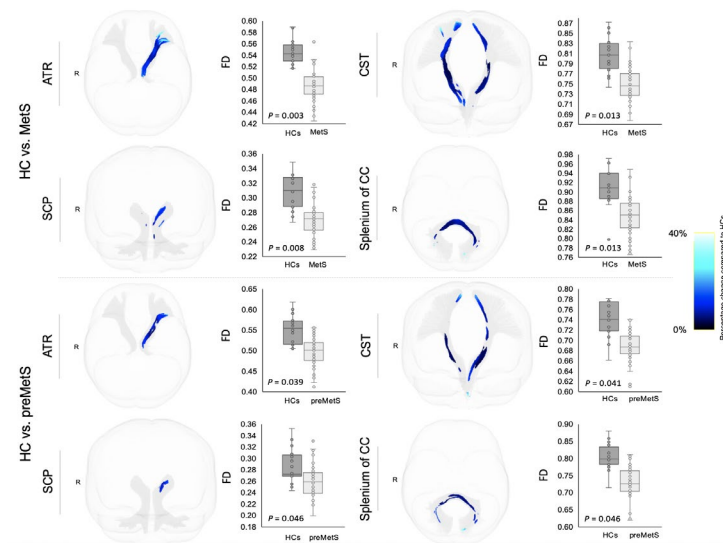 HC vs. MetS
ATR
R
FD
0.60
0.58
0.56
0.54
0.52
0.50
0.48
0.46
0.44
0.42
P = 0.003
HCs MetS
CST
R
FD
0.87
0.85
0.83
0.81
0.79
0.77
0.75
0.73
0.71
0.69
0.67
P = 0.013
HCs MetS
SCP
R
FD
0.36
0.34
0.32
0.30
0.28
0.26
0.24
0.22
P = 0.008
HCs MetS
Splenium of CC
R
FD
0.98
0.96
0.94
0.92
0.90
0.88
0.86
0.84
0.82
0.80
0.78
0.76
P = 0.013
HCs MetS
40%
0%
Percentage change compared to HCs
HC vs. preMetS
ATR
R
FD
0.65
0.60
0.55
0.50
0.45
0.40
P = 0.039
HCs preMetS
CST
R
FD
0.80
0.78
0.76
0.74
0.72
0.70
0.68
0.66
0.64
0.62
0.60
P = 0.041
HCs preMetS
SCP
R
FD
0.36
0.34
0.32
0.30
0.28
0.26
0.24
0.22
0.20
0.18
P = 0.046
HCs preMetS
Splenium of CC
R
FD
0.90
0.85
0.80
0.75
0.70
0.65
0.60
P = 0.046
HCs preMetS